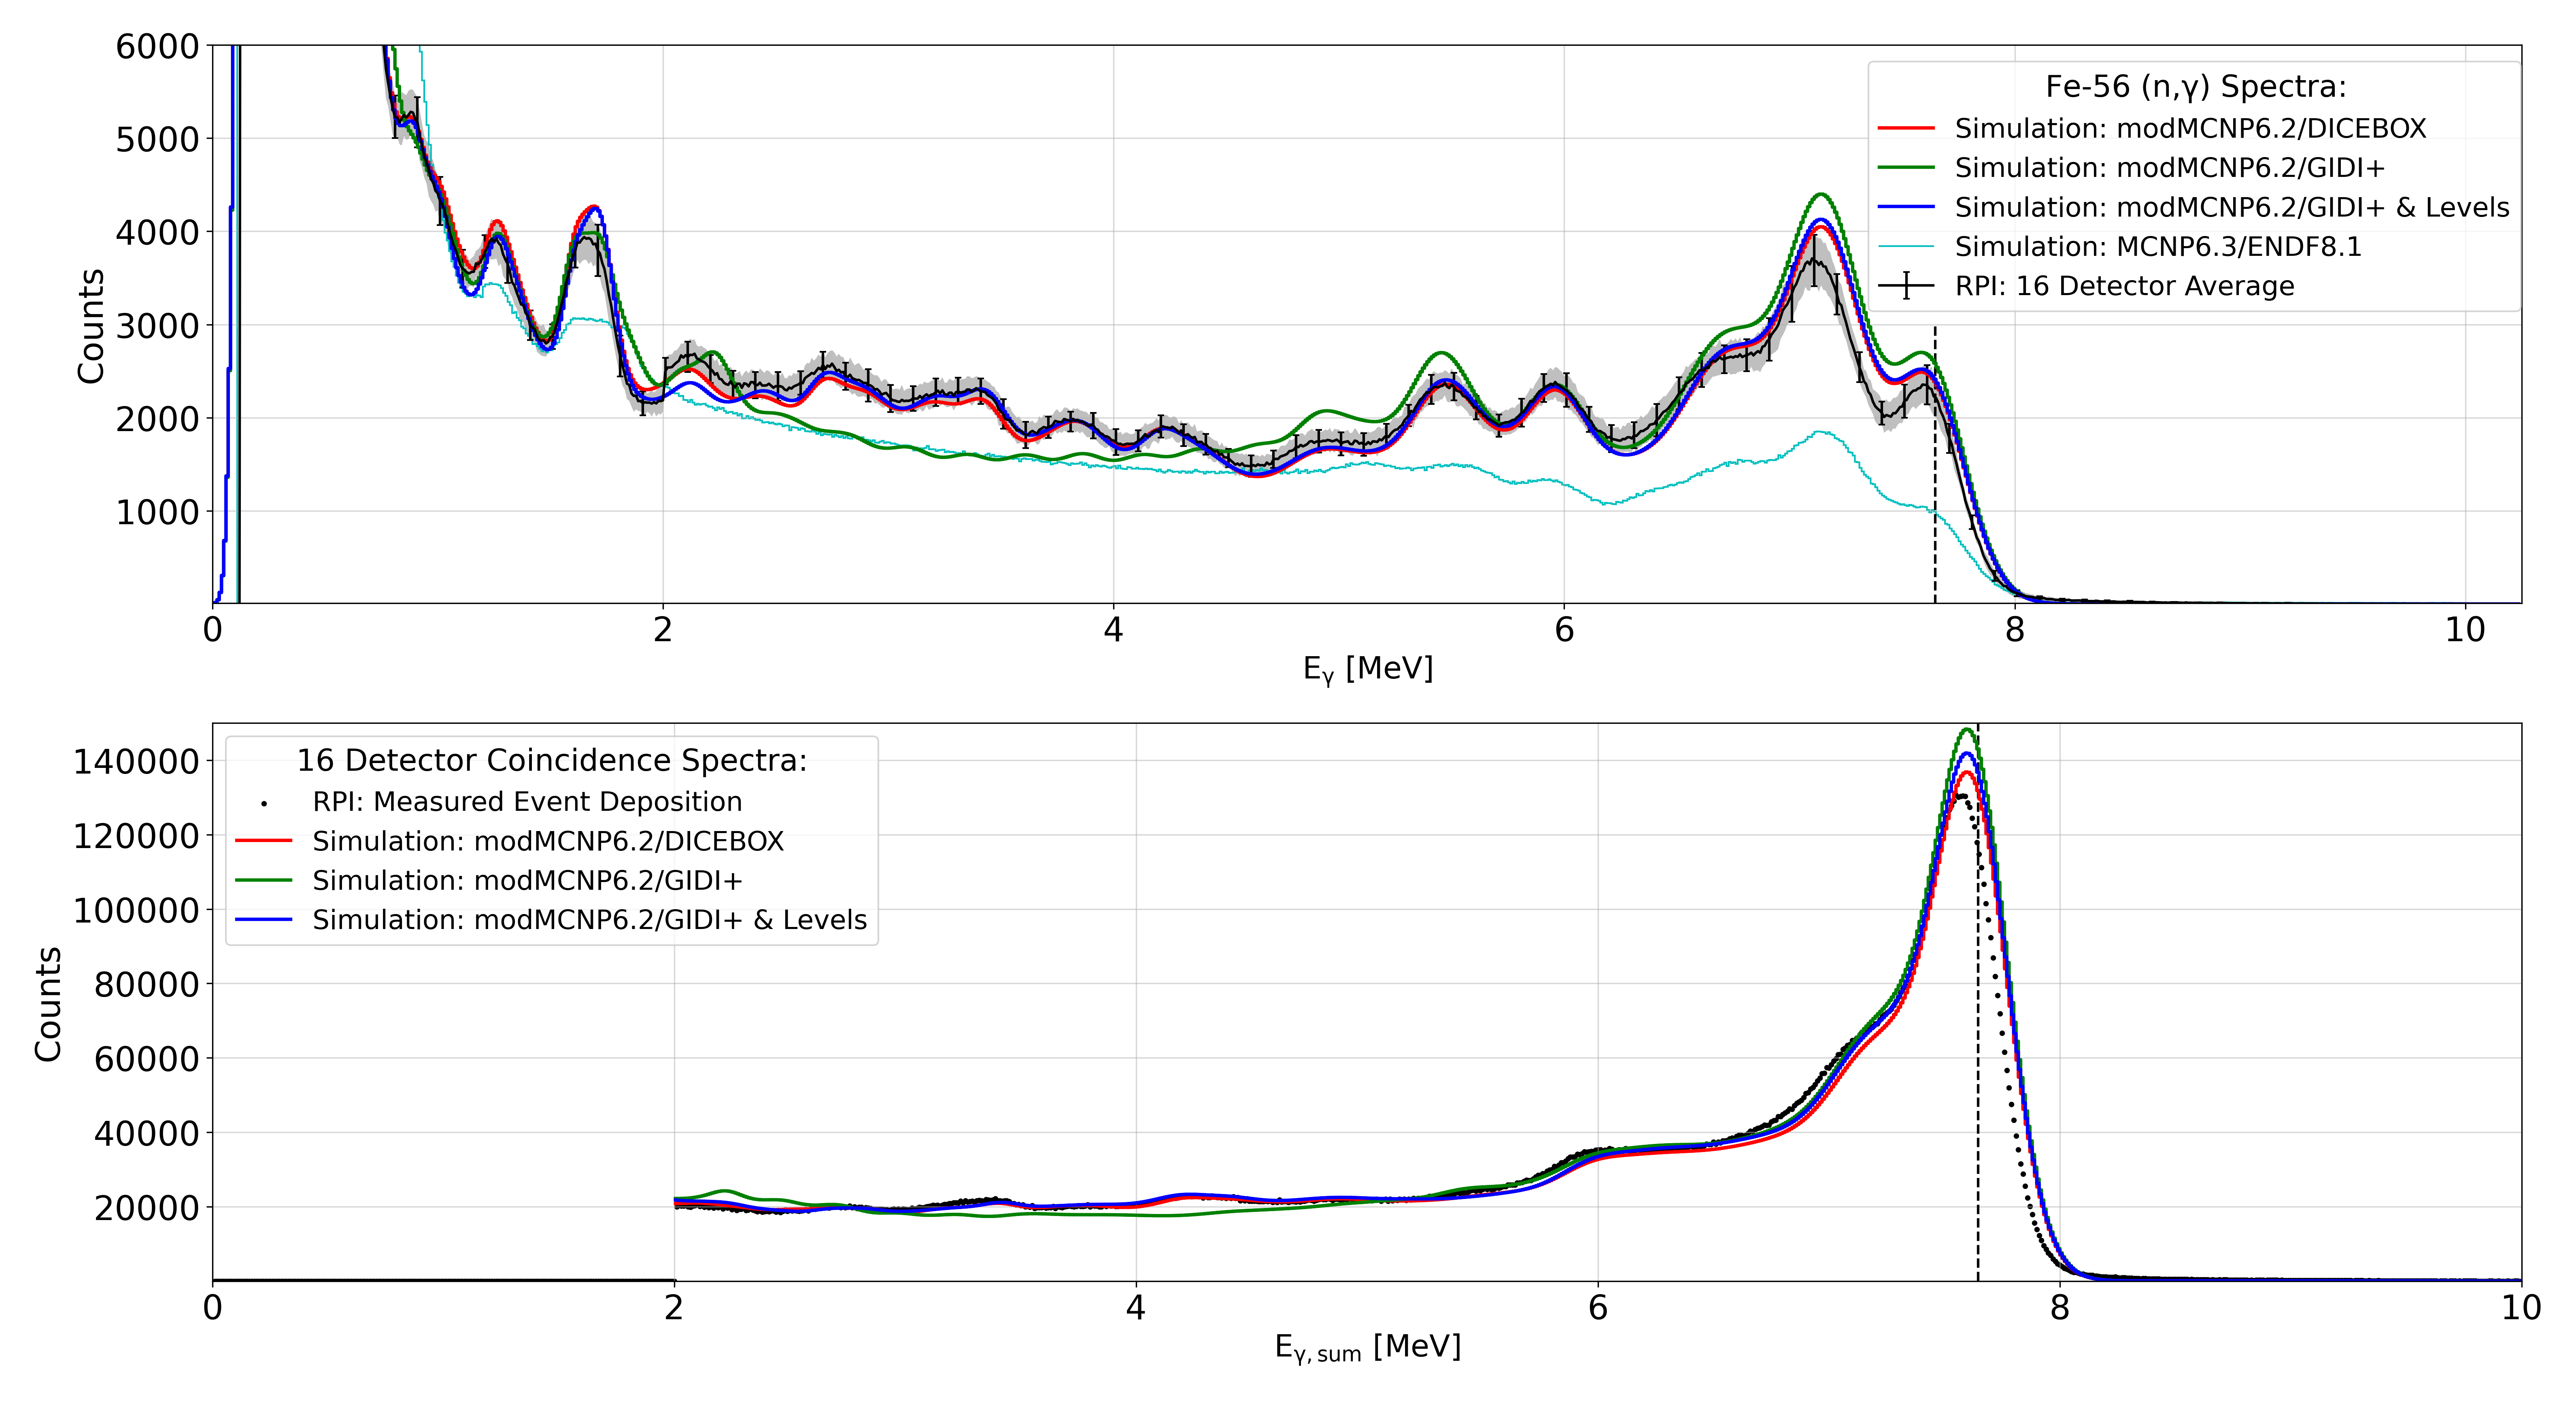 6000
5000
4000
3000
2000
1000
Counts
Fe-56 (n,γ) Spectra:
Simulation: modMCNP6.2/DICEBOX
Simulation: modMCNP6.2/GIDI+
Simulation: modMCNP6.2/GIDI+ & Levels
Simulation: MCNP6.3/ENDF8.1
RPI: 16 Detector Average
0 2 4 6 8 10
Eγ [MeV]
140000
120000
100000
80000
60000
40000
20000
Counts
16 Detector Coincidence Spectra:
RPI: Measured Event Deposition
Simulation: modMCNP6.2/DICEBOX
Simulation: modMCNP6.2/GIDI+
Simulation: modMCNP6.2/GIDI+ & Levels
0 2 4 6 8 10
Eγ, sum [MeV]